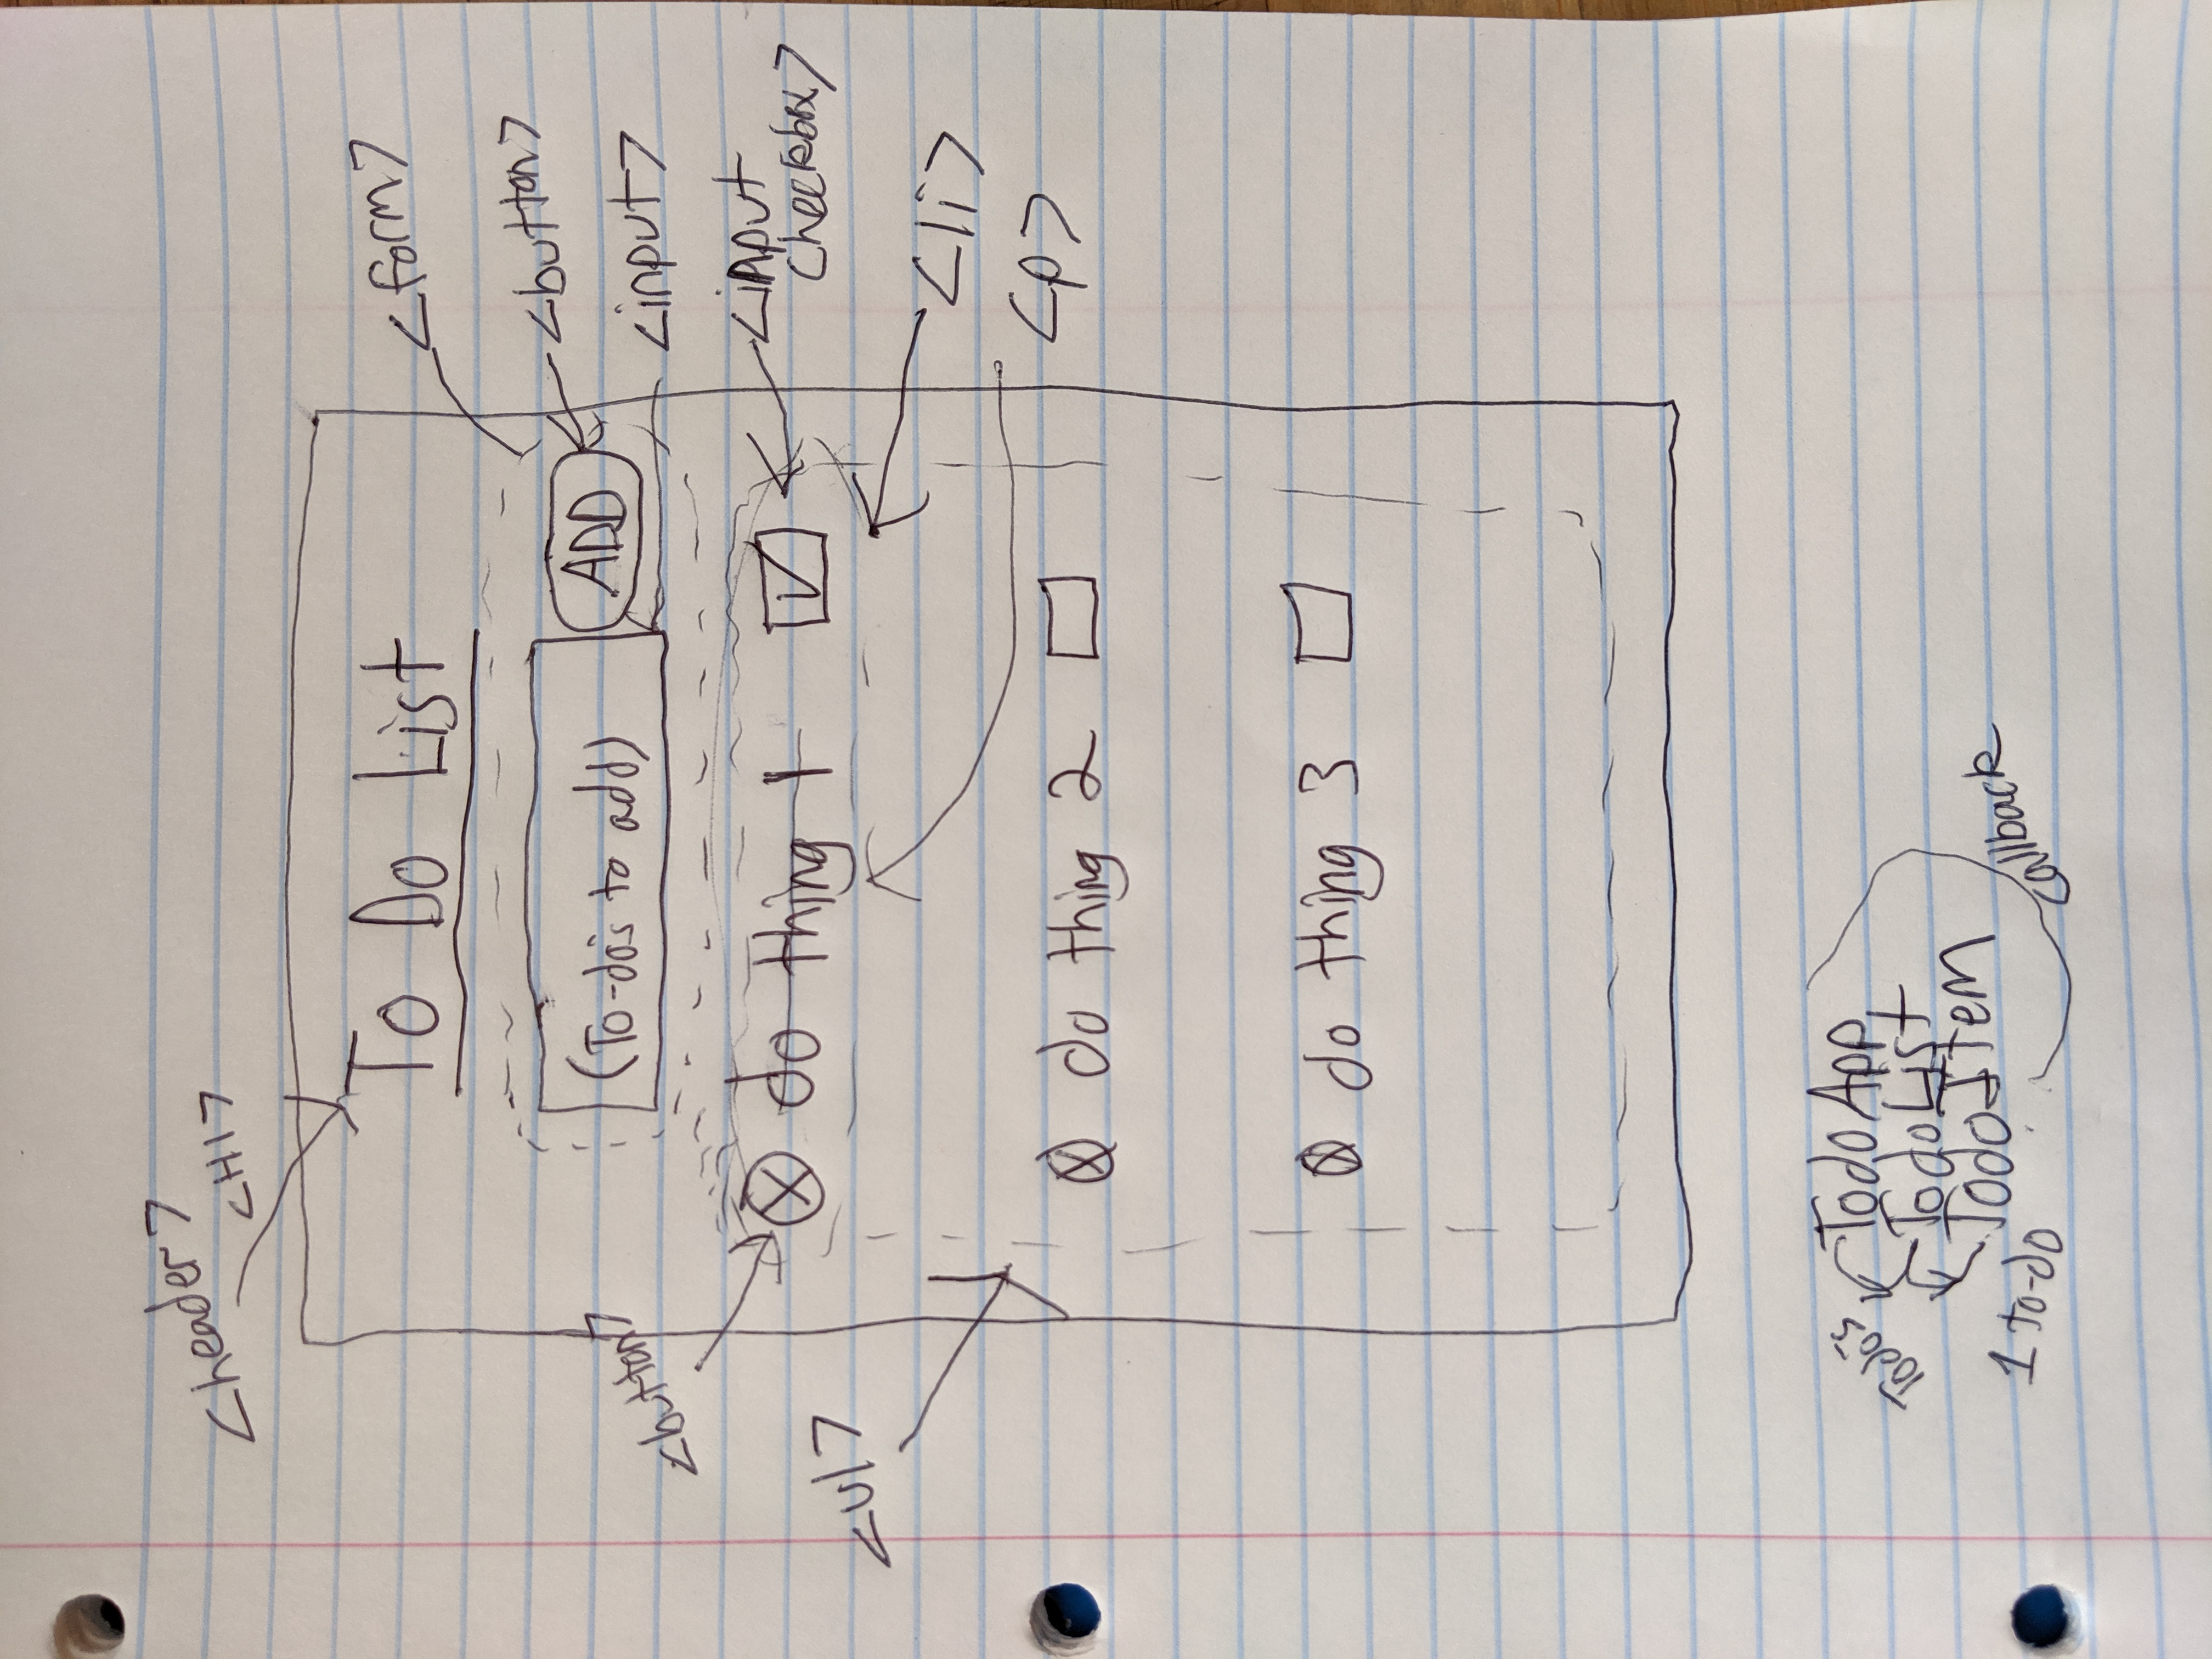 <header>
<H1>
To Do List
<form>
<button>
(To-do's to add) ADD
<input>
<button>
do thing 1
<input
checkbox>
<ul>
<li>
<p>
do thing 2
do thing 3
Todo's
TodoApp
TodoList
TodoItem
1 to-do
callback